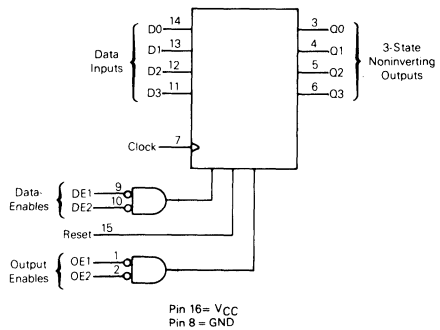 D0 14
D1 13
D2 12
D3 11
Data
Inputs
3 Q0
4 Q1
5 Q2
6 Q3
3-State
Noninverting
Outputs
Clock 7
Data-
Enables
DE1 9
DE2 10
Reset 15
Output
Enables
OE1 1
OE2 2
Pin 16= VCC
Pin 8 = GND